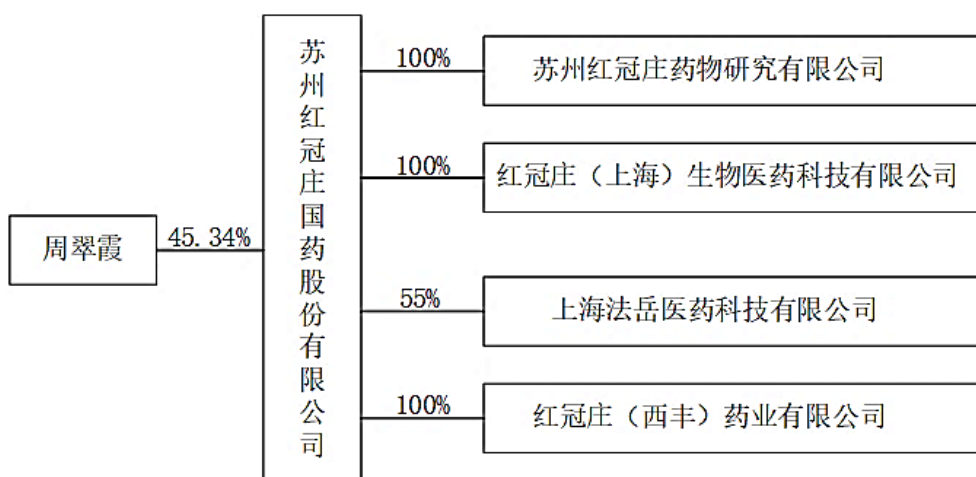 周翠霞
45.34%
苏州红冠庄国药股份有限公司
100%
苏州红冠庄药物研究有限公司
100%
红冠庄（上海）生物医药科技有限公司
55%
上海法岳医药科技有限公司
100%
红冠庄（西丰）药业有限公司